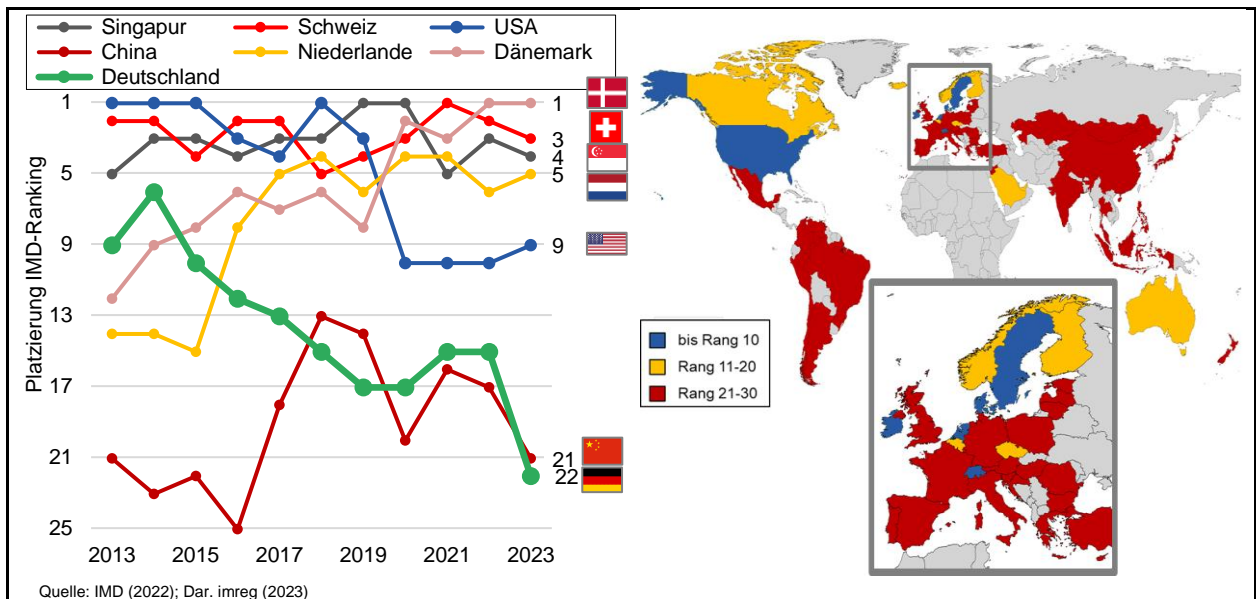 Singapur Schweiz USA
China Niederlande Dänemark
Deutschland
Platzierung IMD-Ranking
1
5
9
13
17
21
25
2013 2015 2017 2019 2021 2023
1
3
4
5
9
21
22
bis Rang 10
Rang 11-20
Rang 21-30
Quelle: IMD (2022); Dar. imreg (2023)